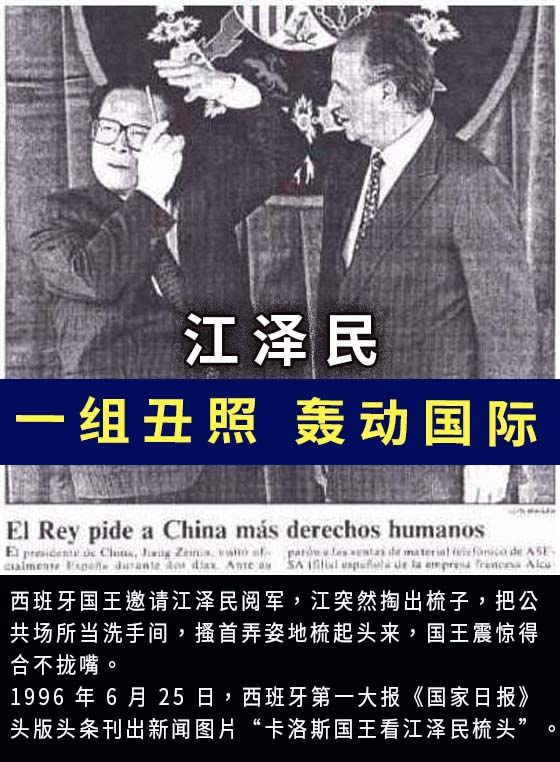 江泽民
一组丑照 轰动国际
El Rey pide a China más derechos humanos
El presidente de China, Jiang Zemin, visitó ofi-
cialmente España durante dos días. Ante su
parón a las ventas de material telefónico de ASE-
SA (filial española de la empresa francesa Alca
西班牙国王邀请江泽民阅军，江突然掏出梳子，把公
共场所当洗手间，搔首弄姿地梳起头来，国王震惊得
合不拢嘴。
1996 年 6 月 25 日，西班牙第一大报《国家日报》
头版头条刊出新闻图片“卡洛斯国王看江泽民梳头”。